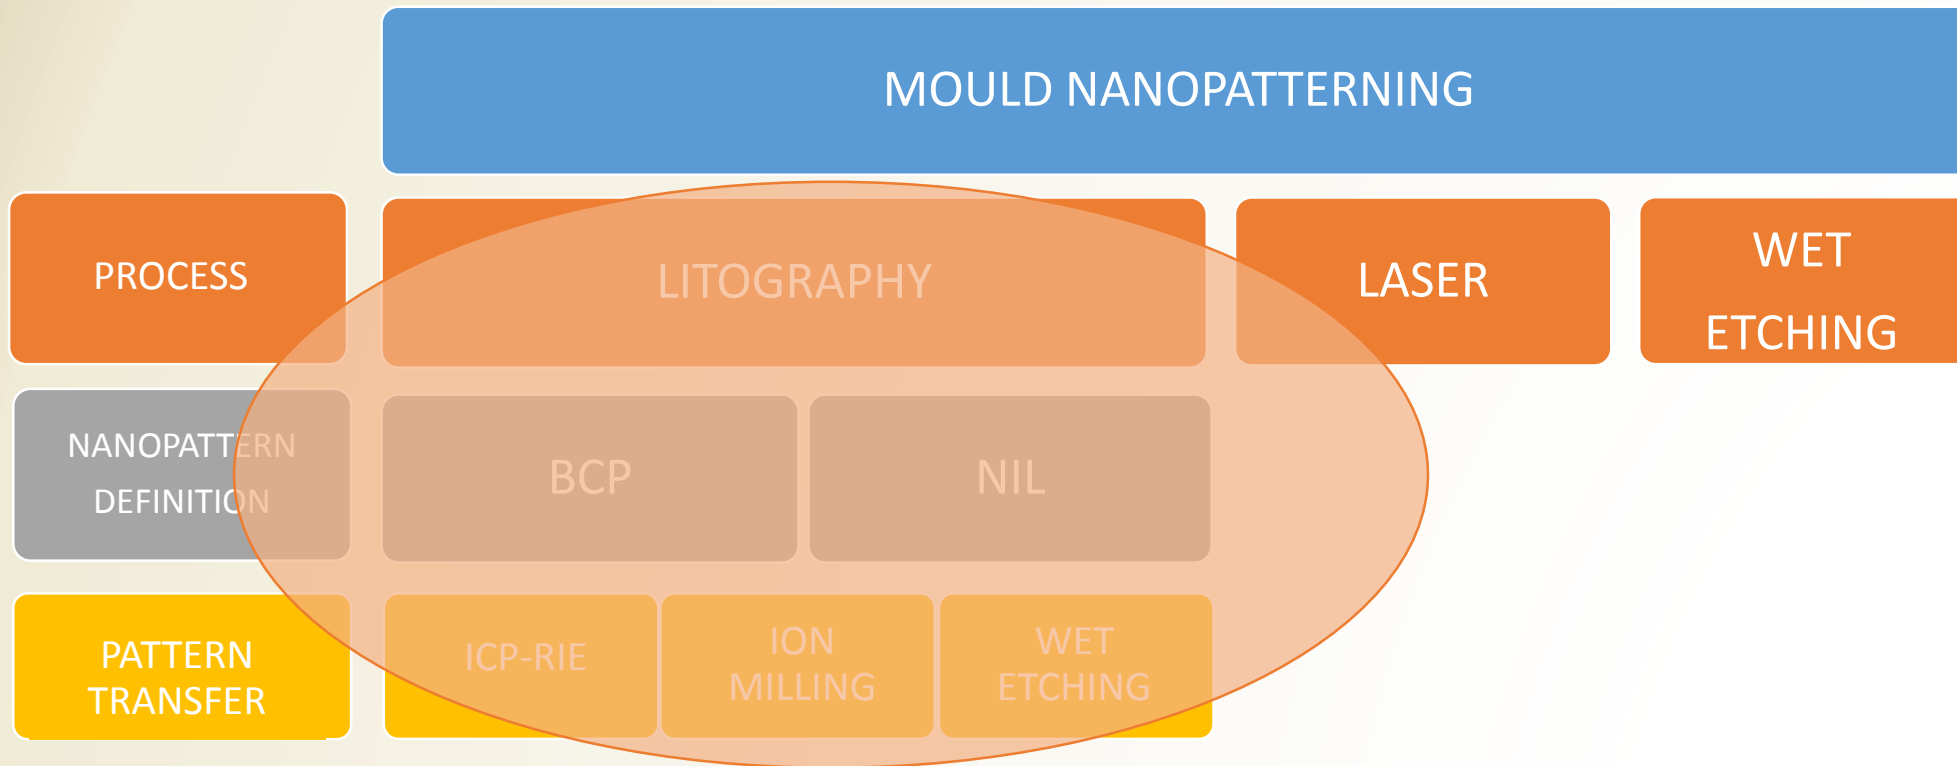 MOULD NANOPATTERNING
PROCESS
LITOGRAPHY
LASER
WET
ETCHING
NANOPATTERN
DEFINITION
BCP
NIL
PATTERN
TRANSFER
ICP-RIE
ION
MILLING
WET
ETCHING